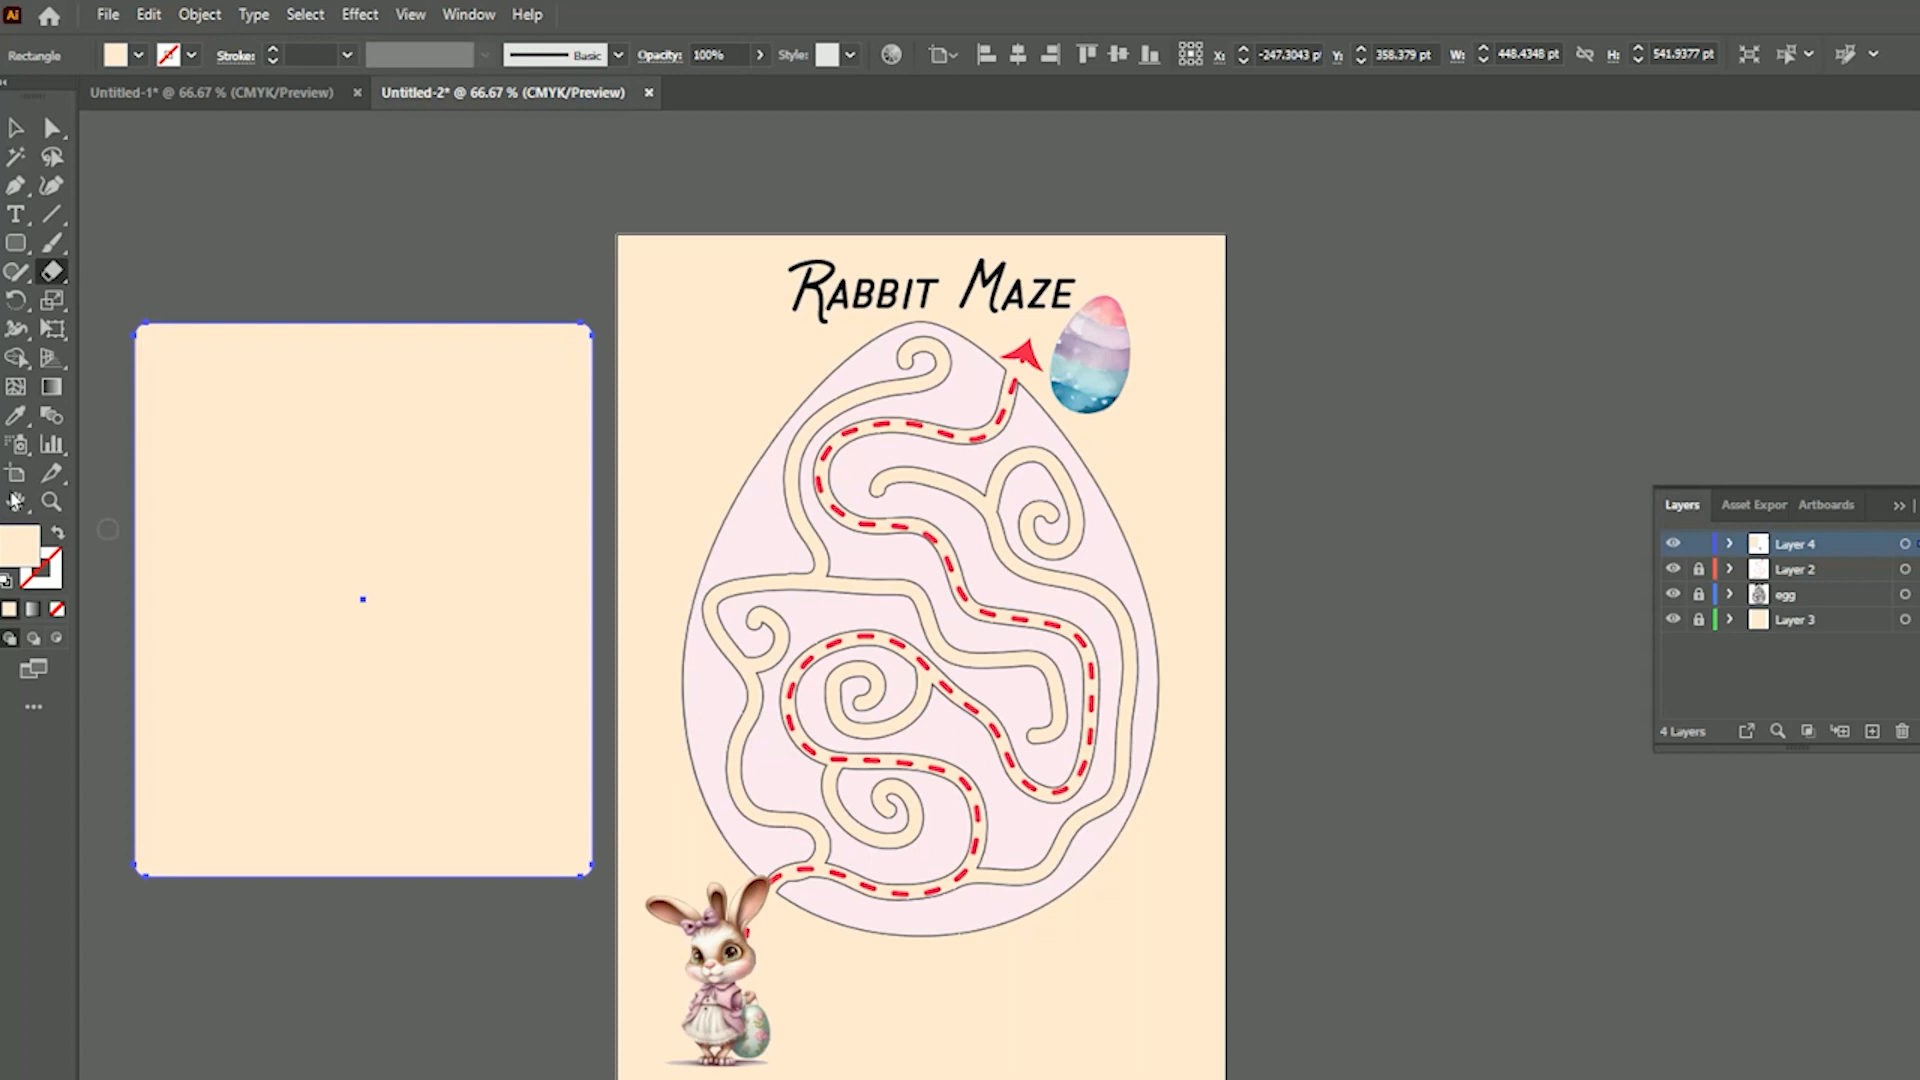 Ai File Edit Object Type Select Effect View Window Help
Rectangle Stroke: Basic Opacity: 100% Style: X: -247.3043 p Y: 358.379 pt W: 448.4348 pt H: 541.9377 pt
Untitled-1* @ 66.67 % (CMYK/Preview) × Untitled-2* @ 66.67 % (CMYK/Preview) ×
T
RABBIT MAZE
Layers Asset Expor Artboards
Layer 4
Layer 2
egg
Layer 3
4 Layers